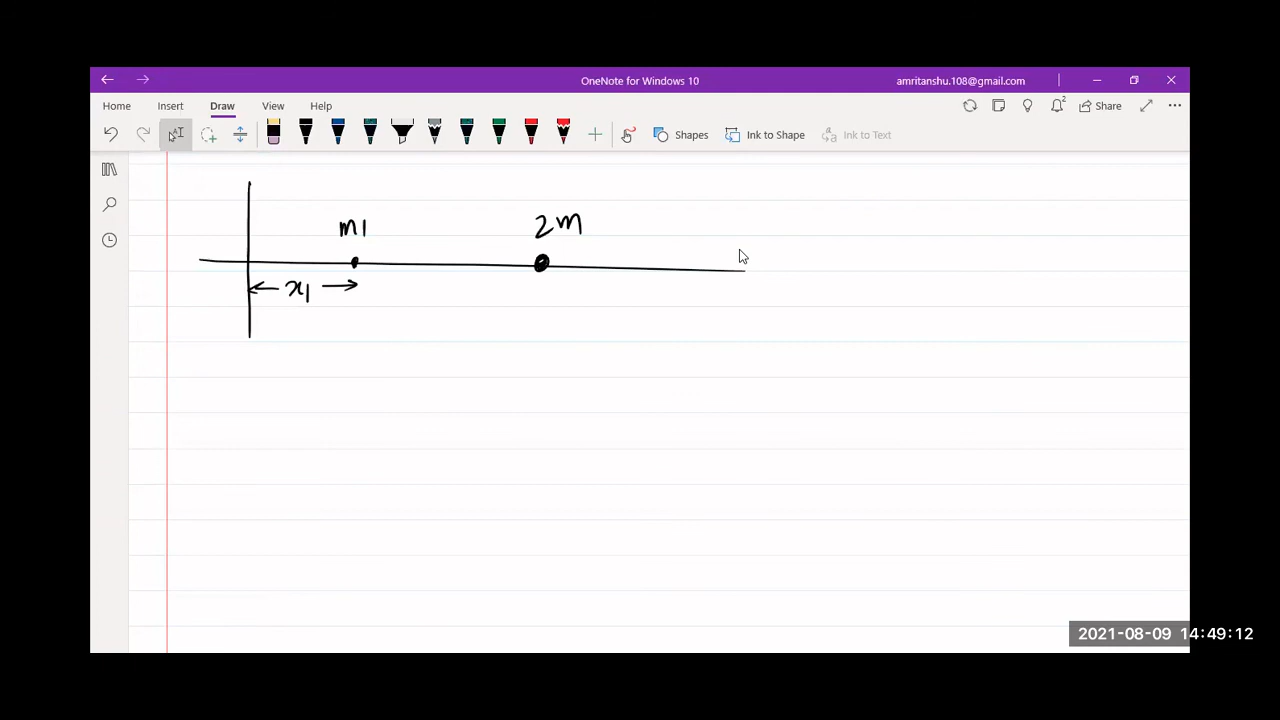 OneNote for Windows 10 amritanshu.108@gmail.com
Home Insert Draw View Help 2 Share
Shapes Ink to Shape Ink to Text
m1 2m
x1
2021-08-09 14:49:12